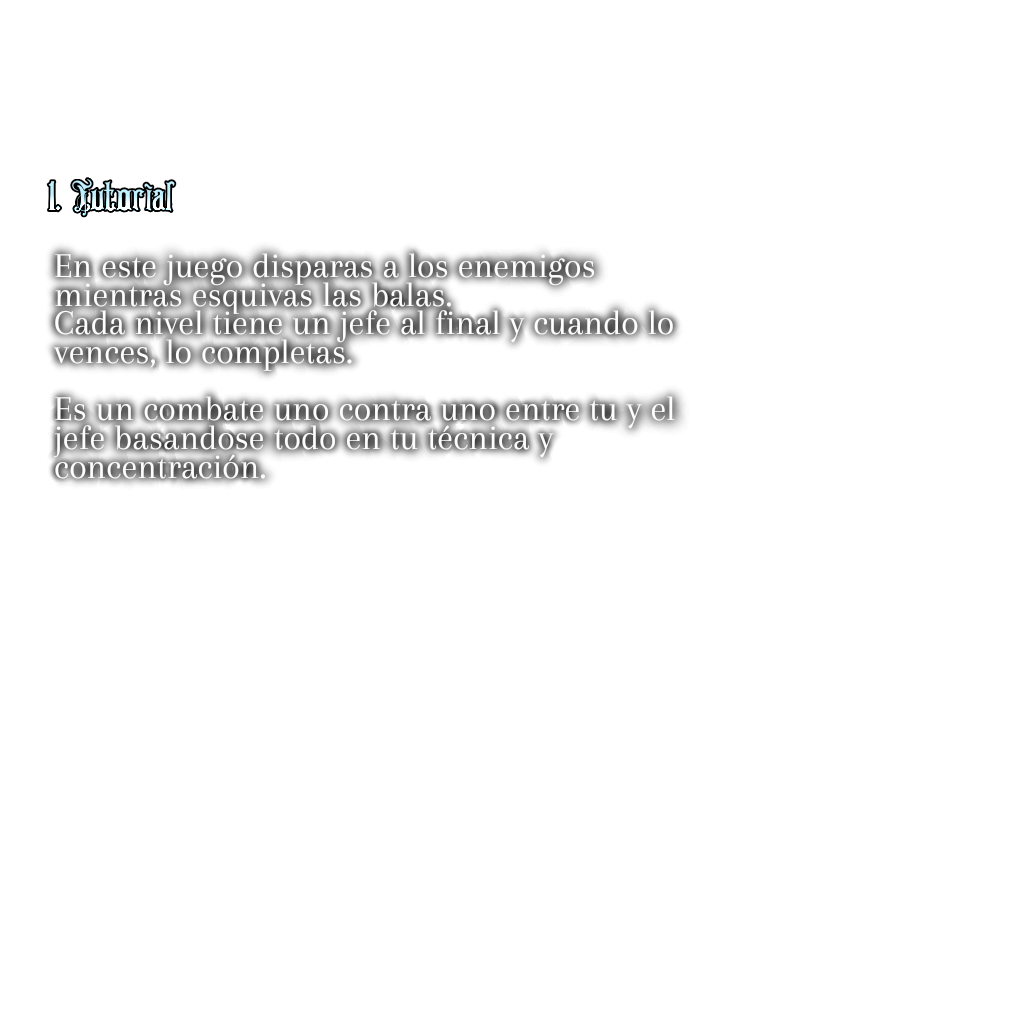 1. Tutorial
En este juego disparas a los enemigos
mientras esquivas las balas.
Cada nivel tiene un jefe al final y cuando lo
vences, lo completas.
Es un combate uno contra uno entre tu y el
jefe basandose todo en tu técnica y
concentración.